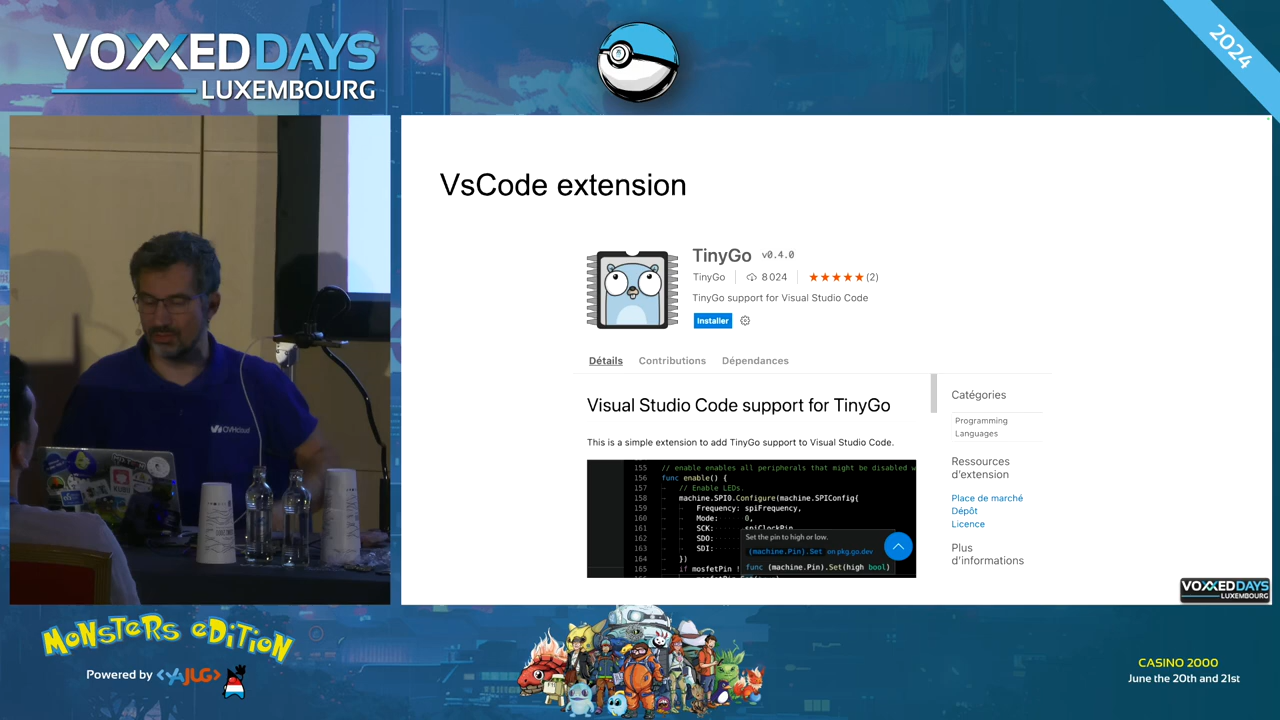 VOXXEDDAYS
LUXEMBOURG
2024
VsCode extension
TinyGo v0.4.0
TinyGo 8 024 ★★★★★(2)
TinyGo support for Visual Studio Code
Installer
Détails Contributions Dépendances
Visual Studio Code support for TinyGo
This is a simple extension to add TinyGo support to Visual Studio Code.
155 // enable enables all peripherals that might be disabled w
156 func enable() {
157 // Enable LEDs.
158 machine.SPI0.Configure(machine.SPIConfig{
159 Frequency: spiFrequency,
160 Mode: 0,
161 SCK: spiClockPin
162 SDO:
163 SDI:
164 })
165 if mosfetPin !
Set the pin to high or low.
(machine.Pin).Set on pkg.go.dev
func (machine.Pin).Set(high bool)
Catégories
Programming
Languages
Ressources
d'extension
Place de marché
Dépôt
Licence
Plus
d'informations
OVHcloud
VOXXEDDAYS
LUXEMBOURG
MONSTERS EDITION
Powered by <YAJUG>
CASINO 2000
June the 20th and 21st